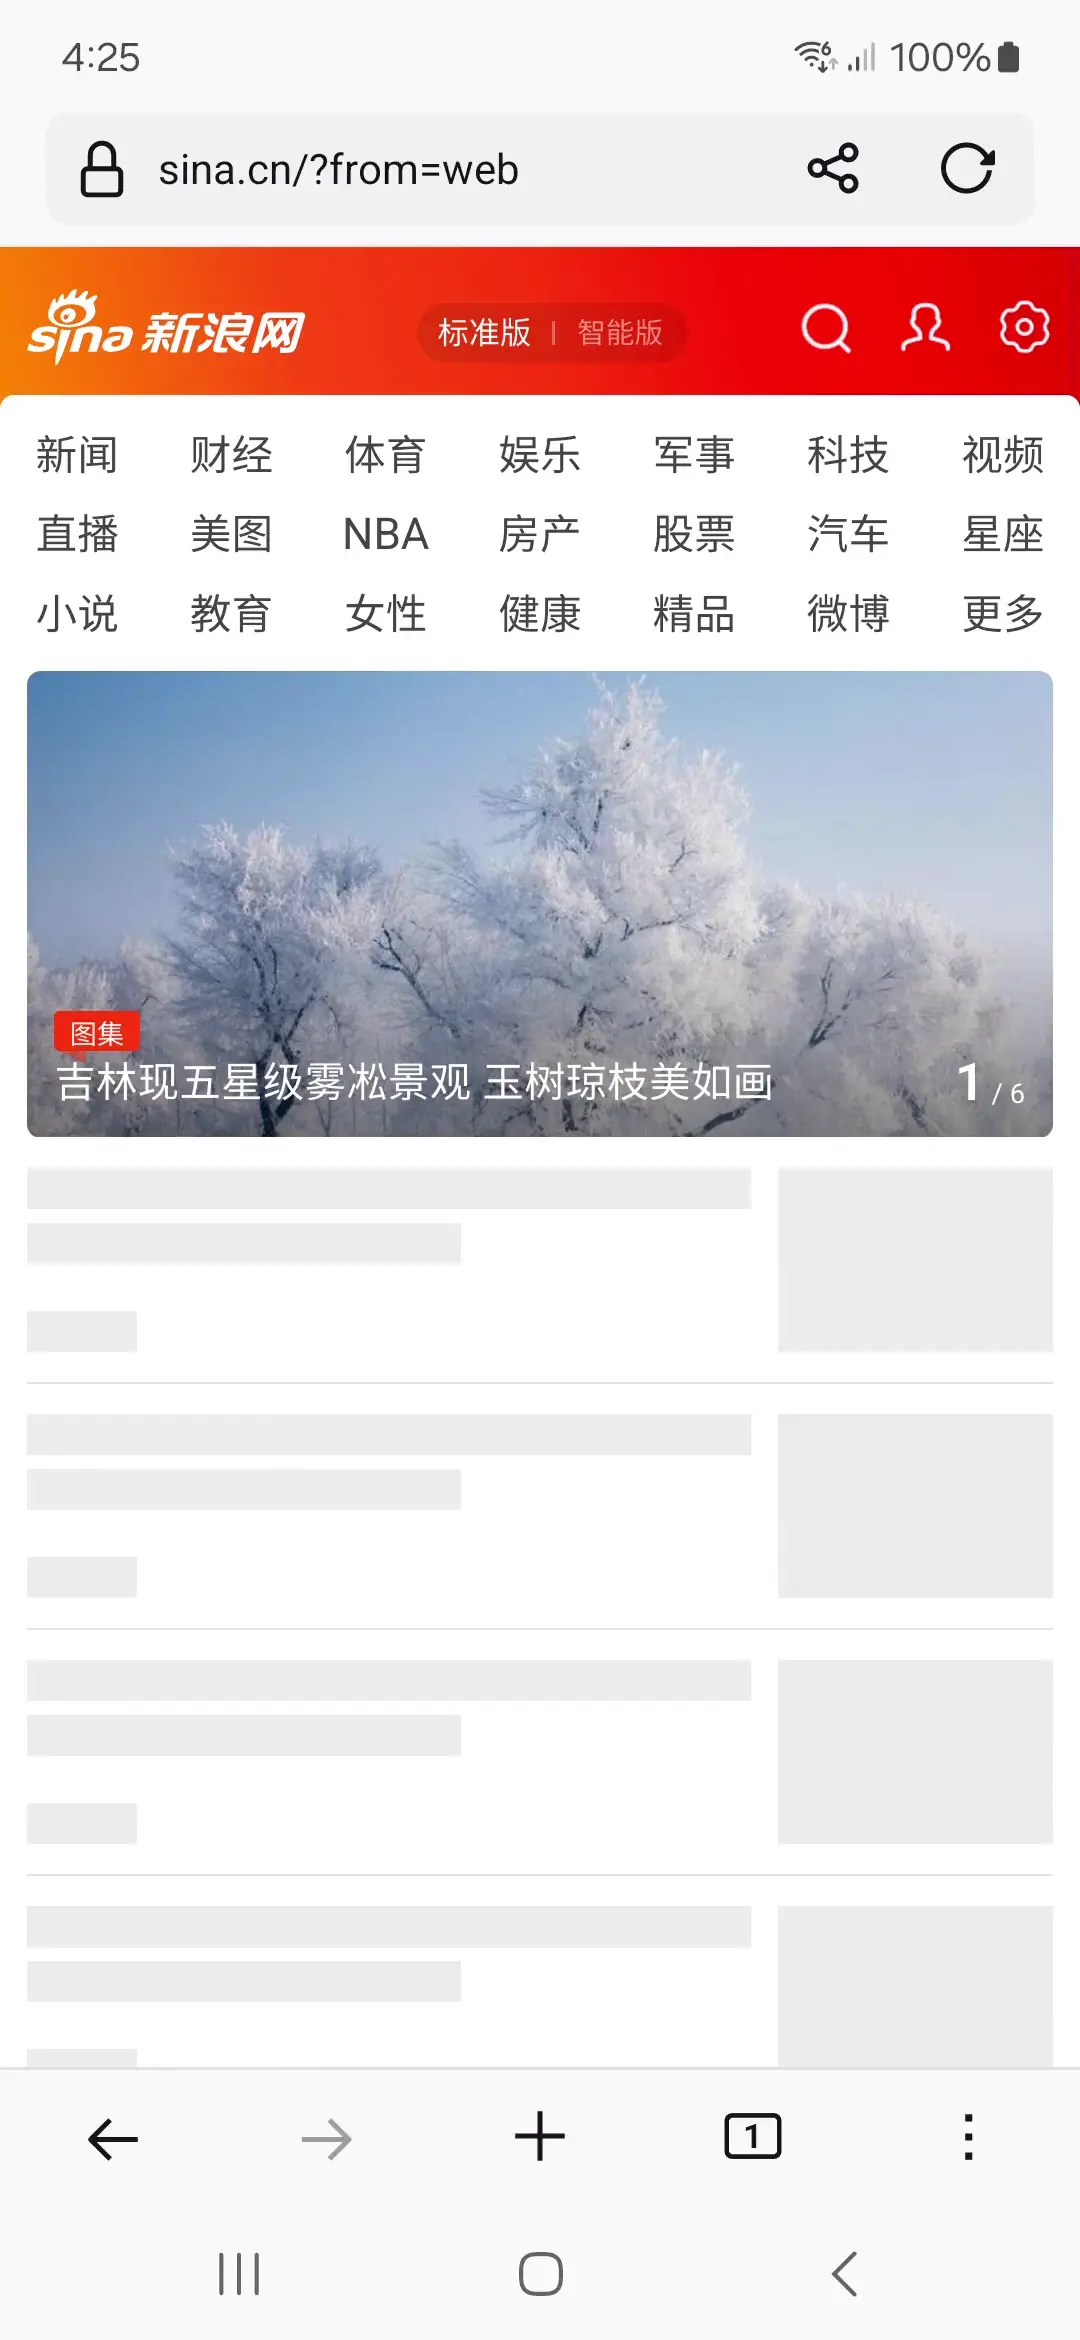 4:25
6 100%
sina.cn/?from=web
sina 新浪网 标准版 | 智能版
新闻 财经 体育 娱乐 军事 科技 视频
直播 美图 NBA 房产 股票 汽车 星座
小说 教育 女性 健康 精品 微博 更多
图集
吉林现五星级雾凇景观 玉树琼枝美如画 1 / 6
1